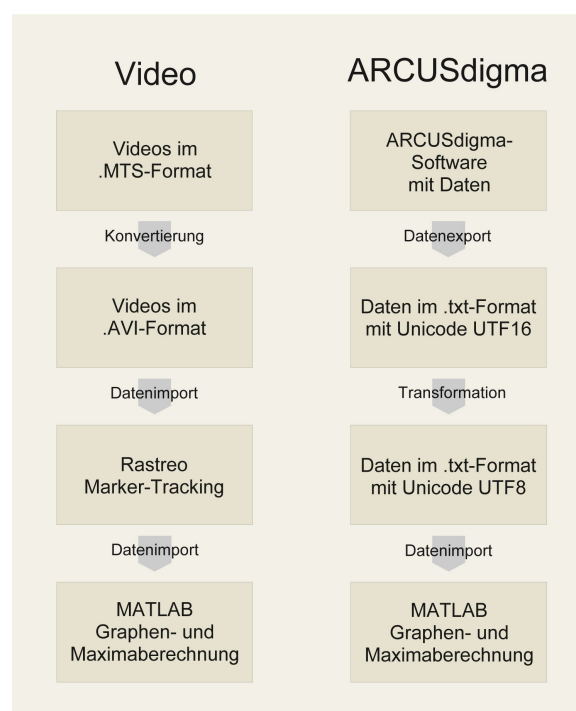 Video
Videos im
.MTS-Format
Konvertierung
Videos im
.AVI-Format
Datenimport
Rastreo
Marker-Tracking
Datenimport
MATLAB
Graphen- und
Maximaberechnung
ARCUSdigma
ARCUSdigma-
Software
mit Daten
Datenexport
Daten im .txt-Format
mit Unicode UTF16
Transformation
Daten im .txt-Format
mit Unicode UTF8
Datenimport
MATLAB
Graphen- und
Maximaberechnung